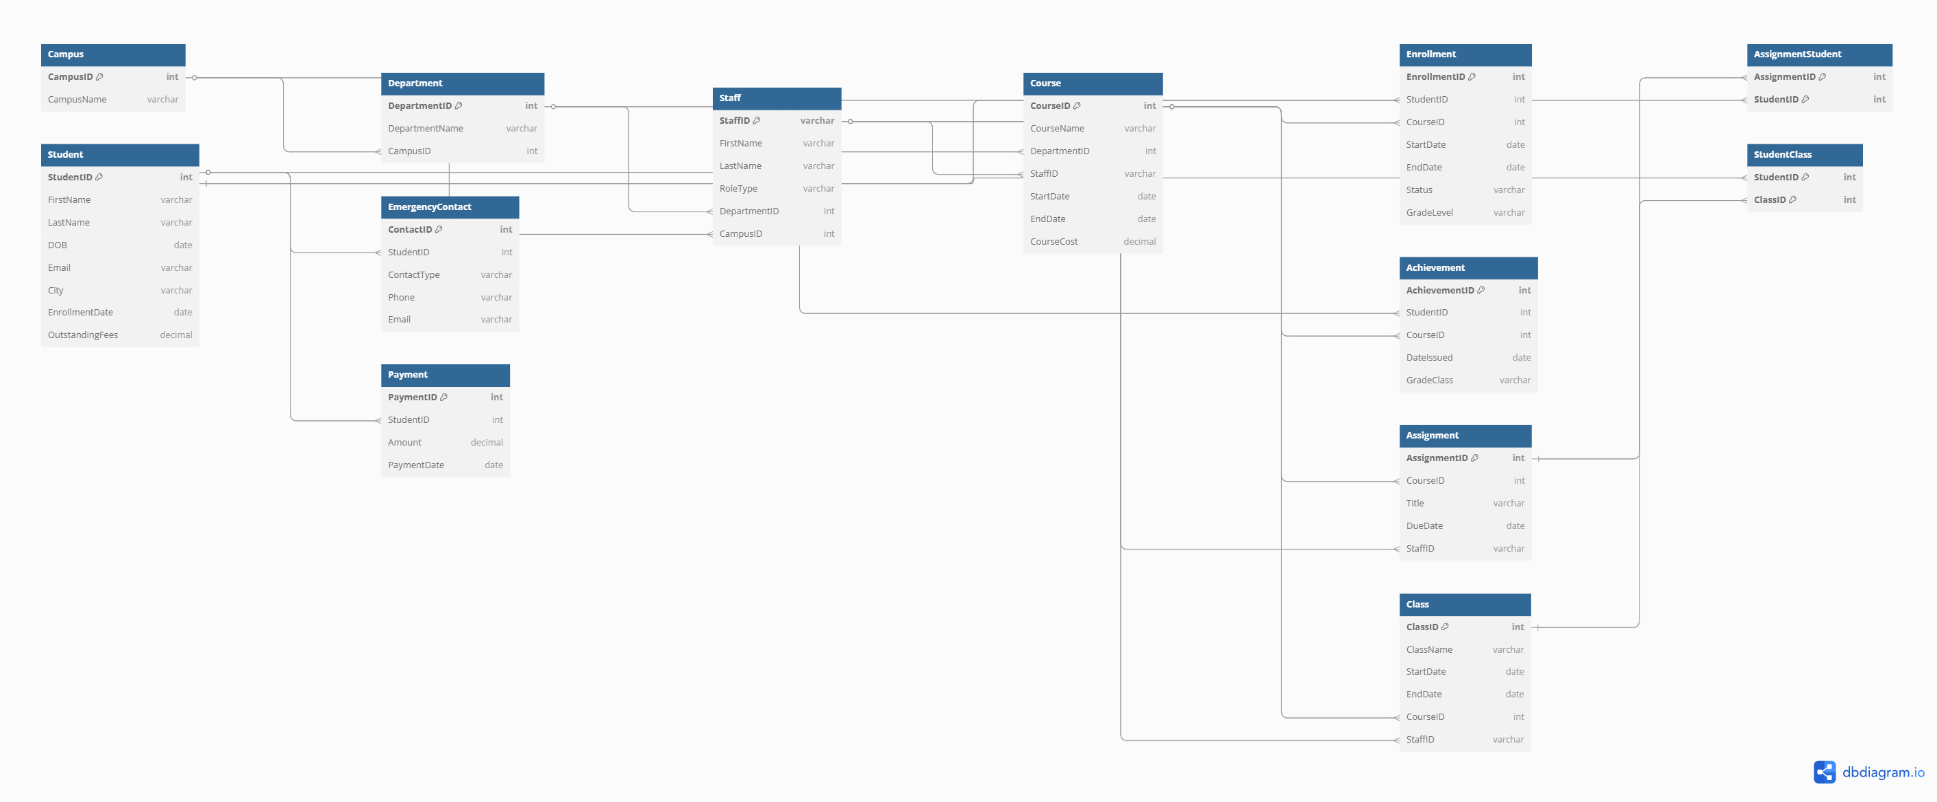 Campus
CampusID int
CampusName varchar
Student
StudentID int
FirstName varchar
LastName varchar
DOB date
Email varchar
City varchar
EnrollmentDate date
OutstandingFees decimal
Department
DepartmentID int
DepartmentName varchar
CampusID int
EmergencyContact
ContactID int
StudentID int
ContactType varchar
Phone varchar
Email varchar
Payment
PaymentID int
StudentID int
Amount decimal
PaymentDate date
Staff
StaffID varchar
FirstName varchar
LastName varchar
RoleType varchar
DepartmentID int
CampusID int
Course
CourseID int
CourseName varchar
DepartmentID int
StaffID varchar
StartDate date
EndDate date
CourseCost decimal
Enrollment
EnrollmentID int
StudentID int
CourseID int
StartDate date
EndDate date
Status varchar
GradeLevel varchar
Achievement
AchievementID int
StudentID int
CourseID int
DateIssued date
GradeClass varchar
Assignment
AssignmentID int
CourseID int
Title varchar
DueDate date
StaffID varchar
Class
ClassID int
ClassName varchar
StartDate date
EndDate date
CourseID int
StaffID varchar
AssignmentStudent
AssignmentID int
StudentID int
StudentClass
StudentID int
ClassID int
dbdiagram.io